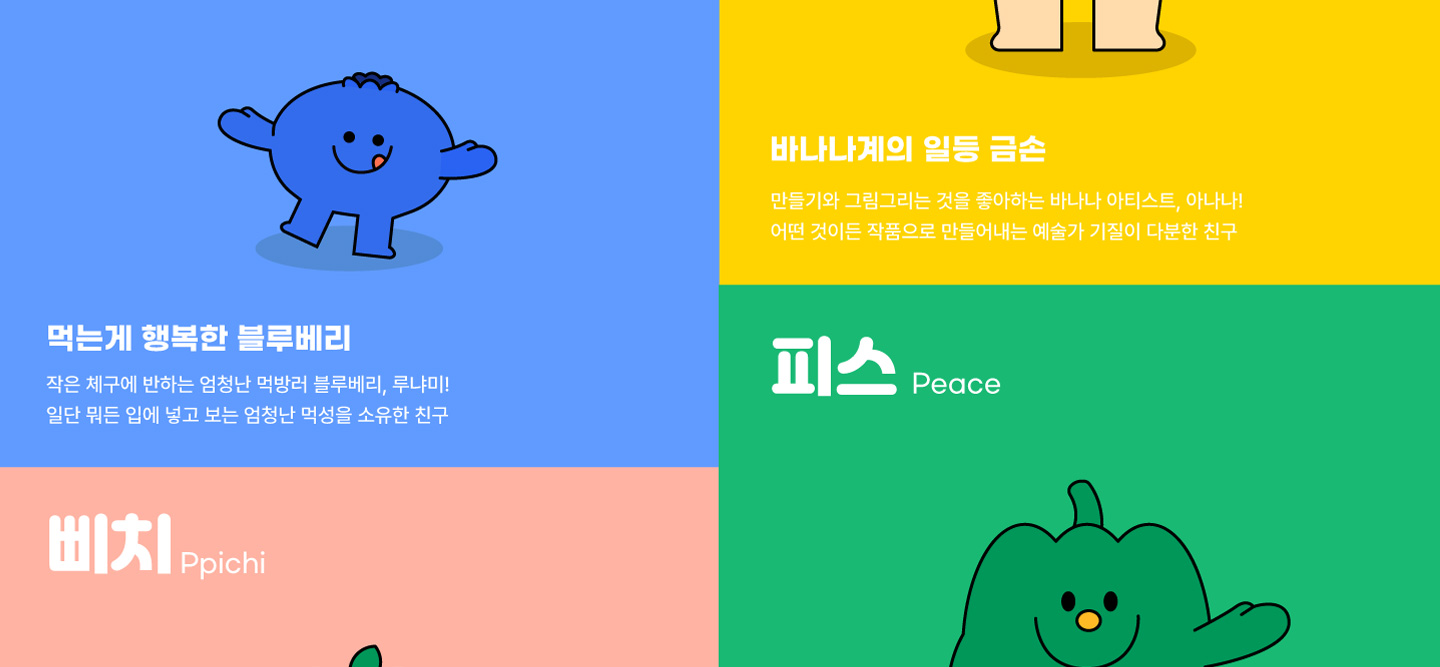 먹는게 행복한 블루베리
작은 체구에 반하는 엄청난 먹방러 블루베리, 루냐미!
일단 뭐든 입에 넣고 보는 엄청난 먹성을 소유한 친구
삐치 Ppichi
바나나계의 일등 금손
만들기와 그림그리는 것을 좋아하는 바나나 아티스트, 아나나!
어떤 것이든 작품으로 만들어내는 예술가 기질이 다분한 친구
피스 Peace